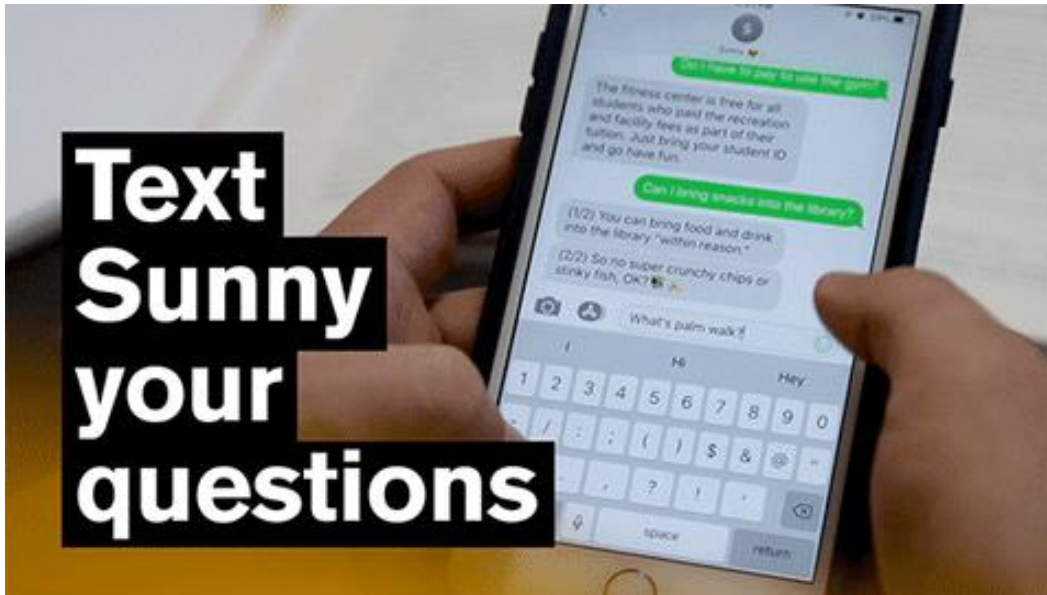 Text
Sunny
your
questions
Sunny
Do I have to pay to use the gym?
The fitness center is free for all
students who paid the recreation
and facility fees as part of their
tuition. Just bring your student ID
and go have fun.
Can I bring snacks into the library?
(1/2) You can bring food and drink
into the library "within reason."
(2/2) So no super crunchy chips or
stinky fish, OK?
What's palm walk?
I Hi Hey
1 2 3 4 5 6 7 8 9 0
/ : ; ( ) $ & @ "
. , ? ! '
space return